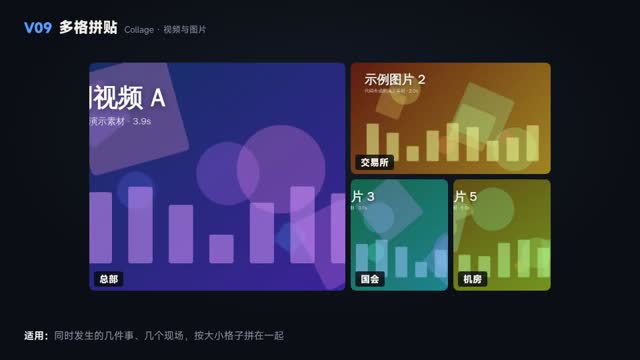 V09 多格拼贴 Collage · 视频与图片
视频 A
演示素材 · 3.9s
总部
示例图片 2
交易所
片 3
国会
片 5
机房
适用：同时发生的几件事、几个现场，按大小格子拼在一起